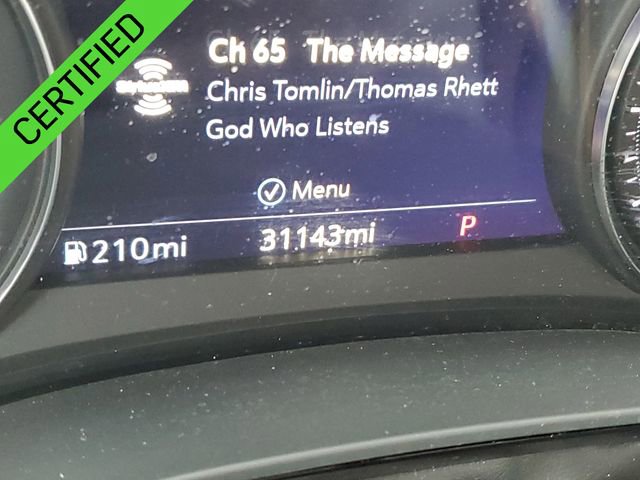 CERTIFIED
Ch 65 The Message
Chris Tomlin/Thomas Rhett
God Who Listens
Menu
210mi 31143mi P